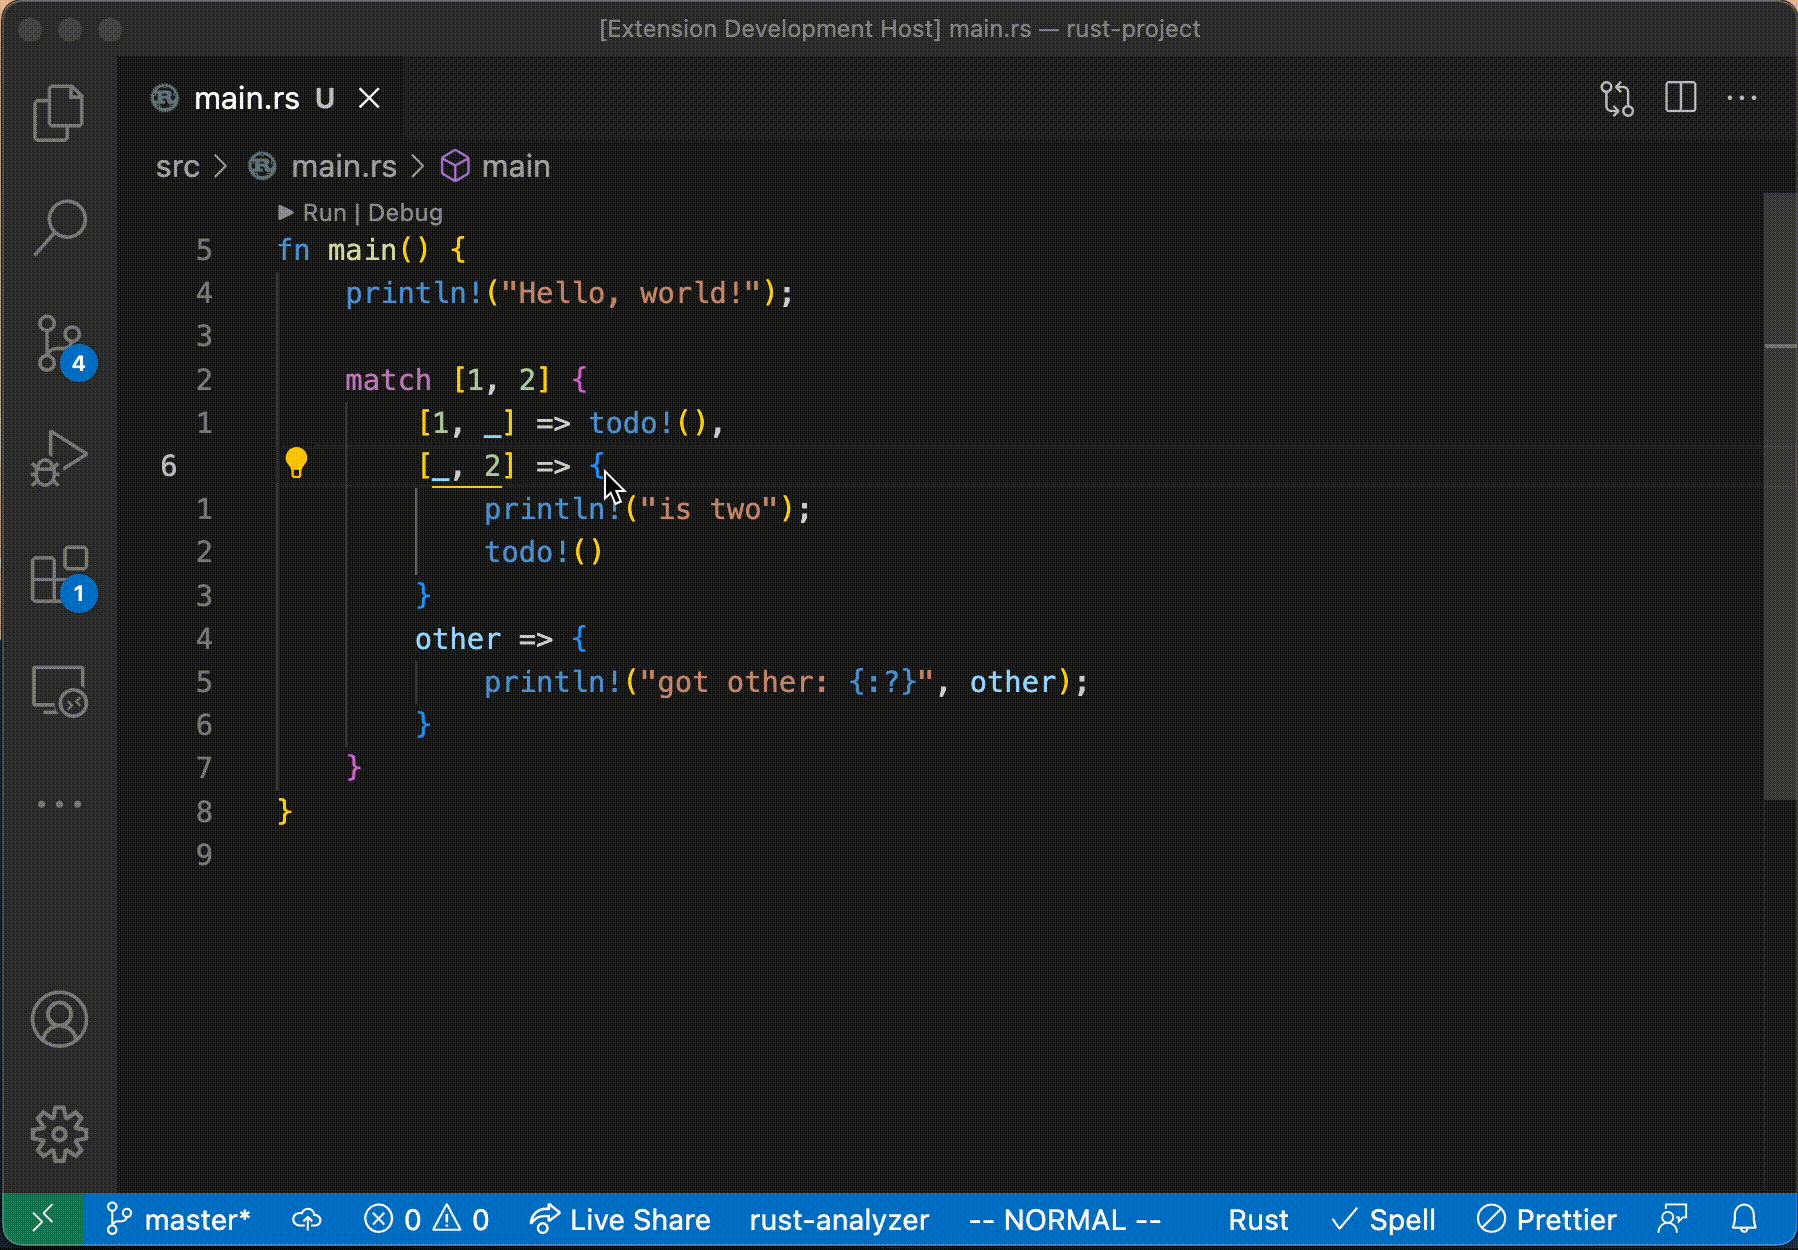 [Extension Development Host] main.rs — rust-project
main.rs U
src > main.rs > main
Run | Debug
5 fn main() {
4     println!("Hello, world!");
3
2     match [1, 2] {
1         [1, _] => todo!(),
6         [_, 2] => {
1             println!("is two");
2             todo!()
3         }
4         other => {
5             println!("got other: {:?}", other);
6         }
7     }
8 }
9
4
1
master* 0 0 Live Share rust-analyzer -- NORMAL -- Rust Spell Prettier